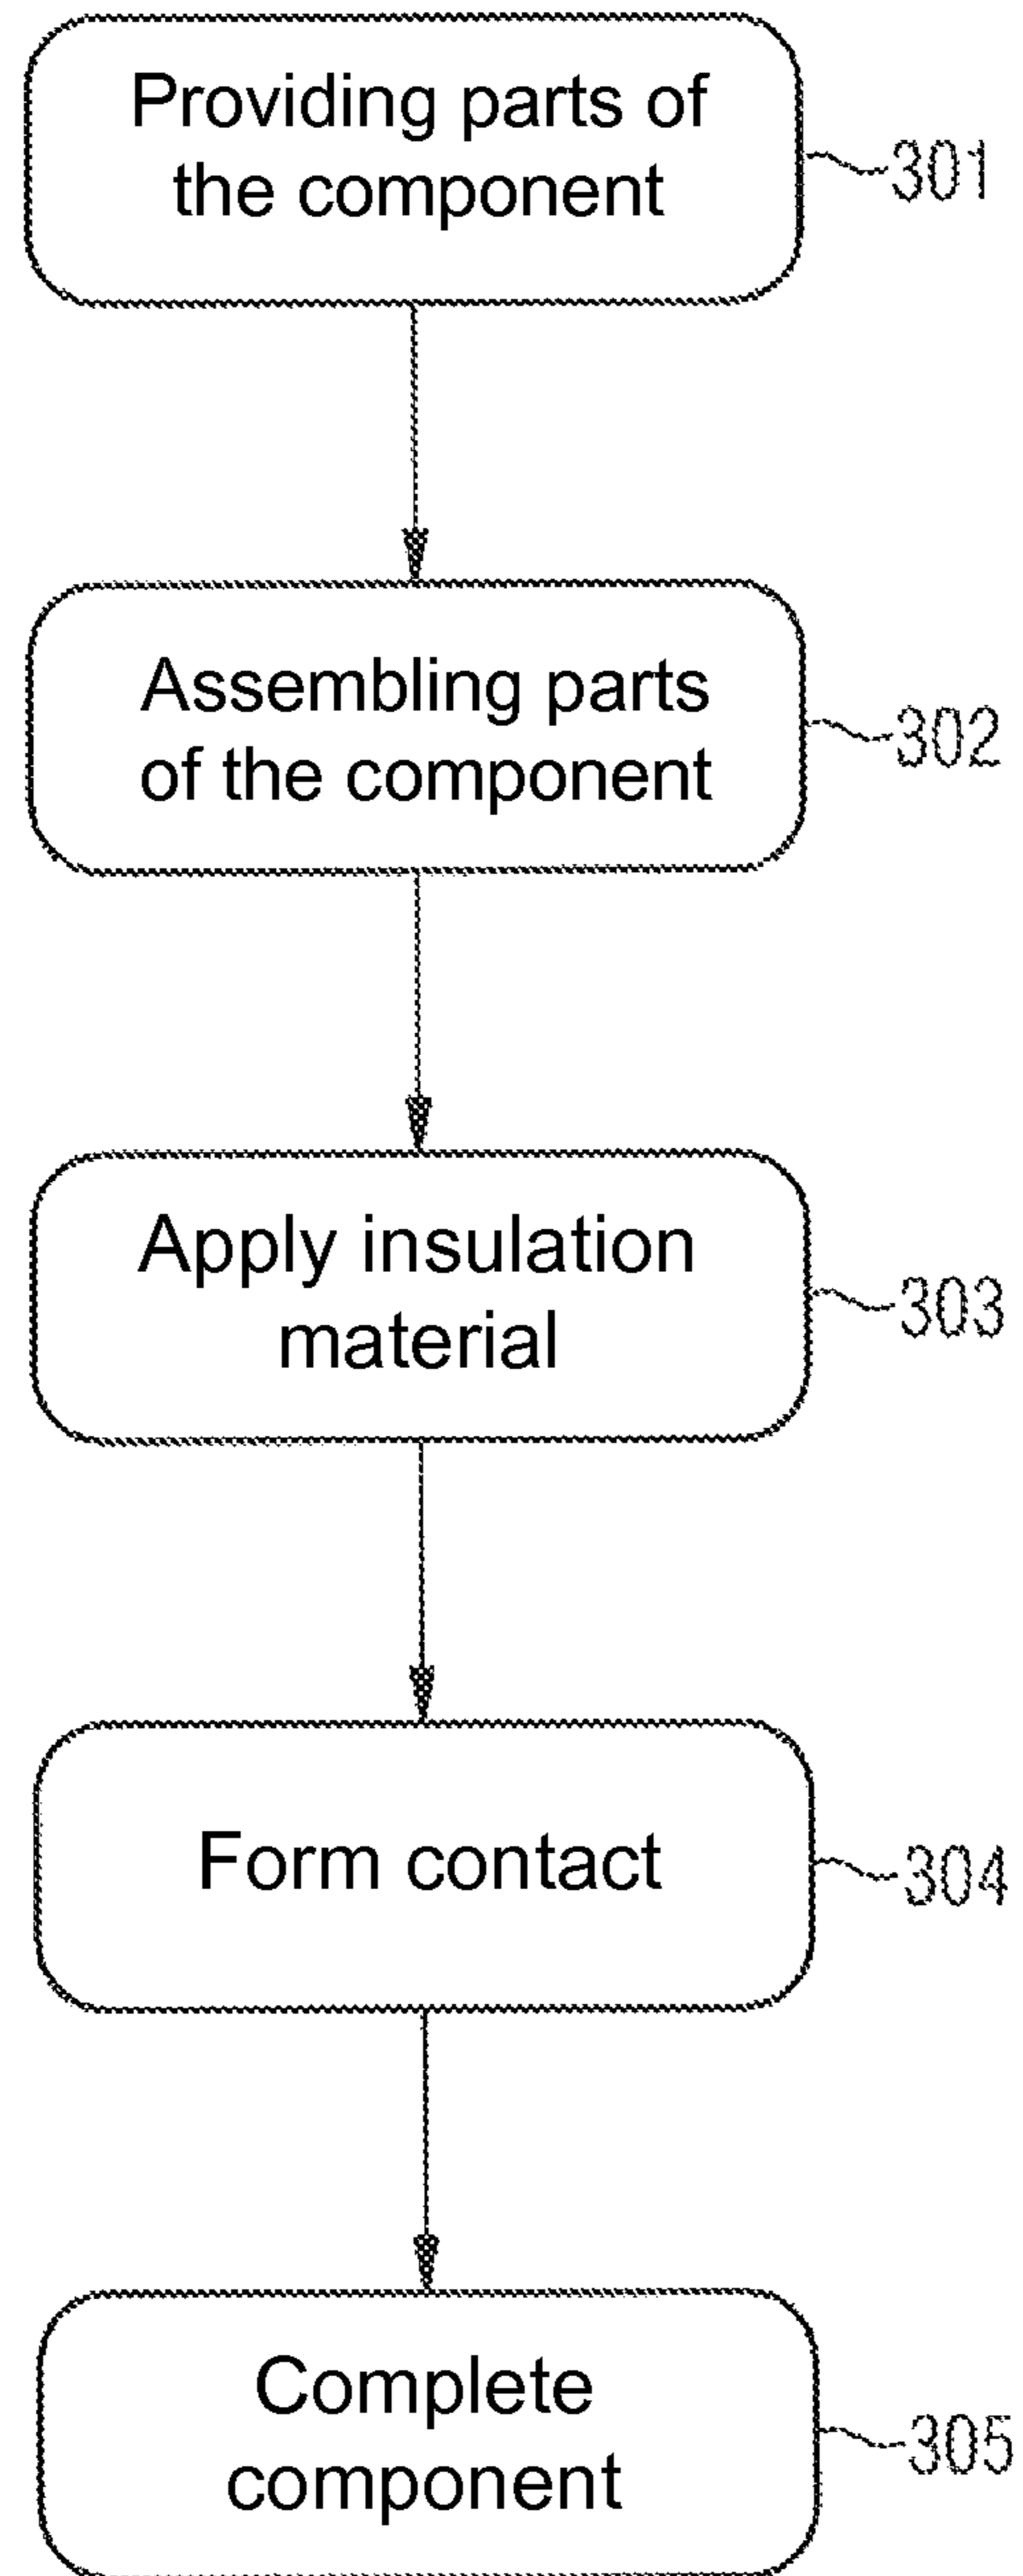 Providing parts of
the component
301
Assembling parts
of the component
302
Apply insulation
material
303
Form contact
304
Complete
component
305